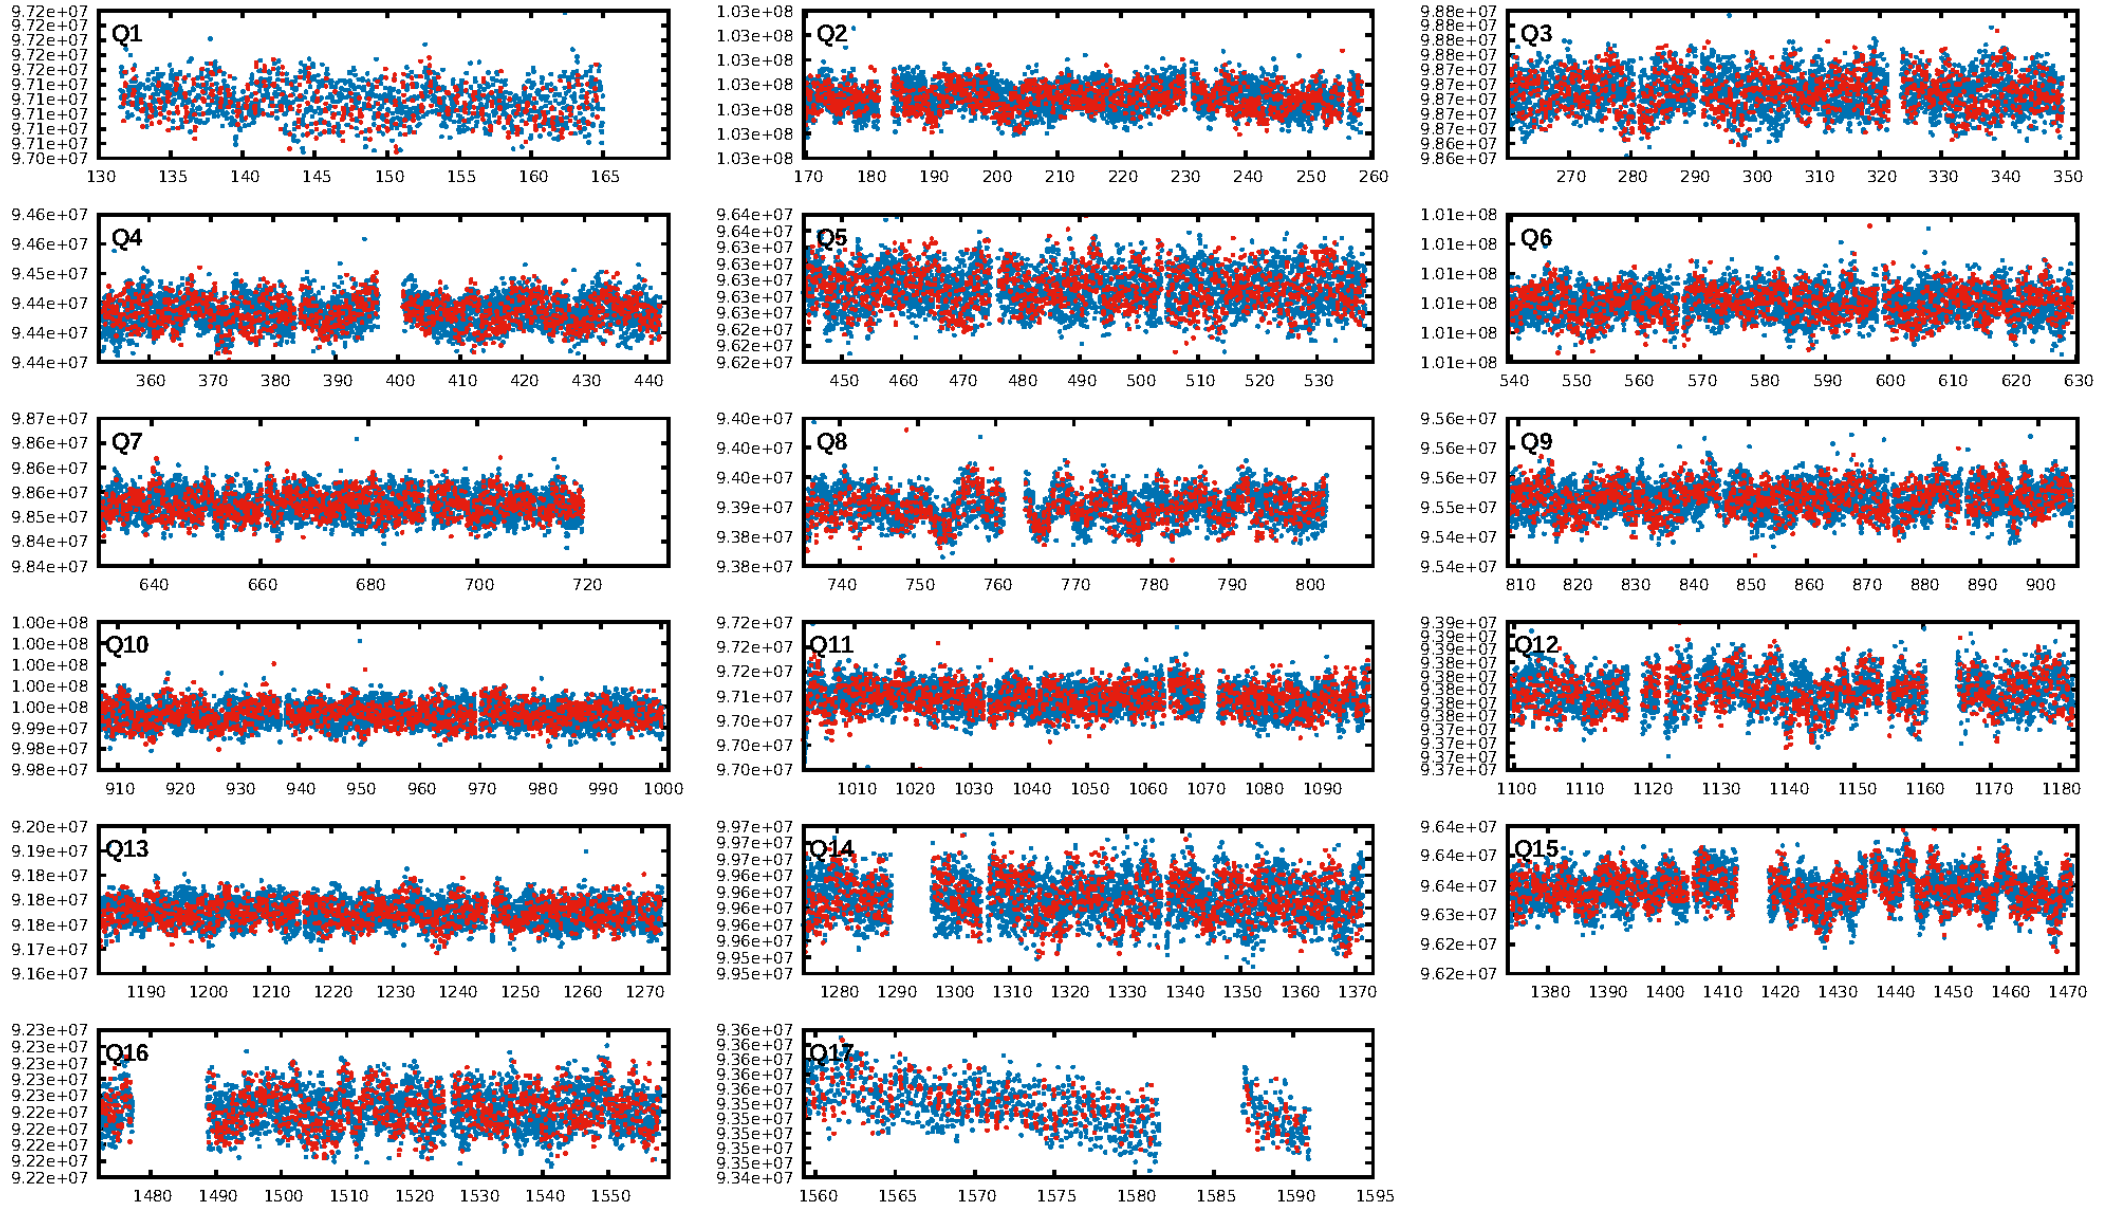 9.72e+07 9.72e+07 9.72e+07 9.72e+07 9.72e+07 9.71e+07 9.71e+07 9.71e+07 9.71e+07 9.71e+07 9.70e+07
Q1
130 135 140 145 150 155 160 165
1.03e+08 1.03e+08 1.03e+08 1.03e+08 1.03e+08 1.03e+08 1.03e+08
Q2
170 180 190 200 210 220 230 240 250 260
9.88e+07 9.88e+07 9.88e+07 9.88e+07 9.87e+07 9.87e+07 9.87e+07 9.87e+07 9.87e+07 9.86e+07 9.86e+07
Q3
270 280 290 300 310 320 330 340 350
9.46e+07 9.46e+07 9.45e+07 9.44e+07 9.44e+07 9.44e+07
Q4
360 370 380 390 400 410 420 430 440
9.64e+07 9.64e+07 9.63e+07 9.63e+07 9.63e+07 9.63e+07 9.63e+07 9.62e+07 9.62e+07 9.62e+07
Q5
450 460 470 480 490 500 510 520 530
1.01e+08 1.01e+08 1.01e+08 1.01e+08 1.01e+08 1.01e+08
Q6
540 550 560 570 580 590 600 610 620 630
9.87e+07 9.86e+07 9.86e+07 9.86e+07 9.85e+07 9.84e+07 9.84e+07
Q7
640 660 680 700 720
9.40e+07 9.40e+07 9.40e+07 9.39e+07 9.38e+07 9.38e+07
Q8
740 750 760 770 780 790 800
9.56e+07 9.56e+07 9.56e+07 9.55e+07 9.54e+07 9.54e+07
Q9
810 820 830 840 850 860 870 880 890 900
1.00e+08 1.00e+08 1.00e+08 1.00e+08 1.00e+08 9.99e+07 9.98e+07 9.98e+07
Q10
910 920 930 940 950 960 970 980 990 1000
9.72e+07 9.72e+07 9.72e+07 9.71e+07 9.70e+07 9.70e+07 9.70e+07
Q11
1010 1020 1030 1040 1050 1060 1070 1080 1090
9.39e+07 9.39e+07 9.39e+07 9.38e+07 9.38e+07 9.38e+07 9.38e+07 9.38e+07 9.37e+07 9.37e+07 9.37e+07
Q12
1100 1110 1120 1130 1140 1150 1160 1170 1180
9.20e+07 9.19e+07 9.18e+07 9.18e+07 9.18e+07 9.17e+07 9.16e+07
Q13
1190 1200 1210 1220 1230 1240 1250 1260 1270
9.97e+07 9.97e+07 9.97e+07 9.96e+07 9.96e+07 9.96e+07 9.96e+07 9.96e+07 9.95e+07 9.95e+07
Q14
1280 1290 1300 1310 1320 1330 1340 1350 1360 1370
9.64e+07 9.64e+07 9.64e+07 9.63e+07 9.62e+07 9.62e+07
Q15
1380 1390 1400 1410 1420 1430 1440 1450 1460 1470
9.23e+07 9.23e+07 9.23e+07 9.23e+07 9.22e+07 9.22e+07 9.22e+07 9.22e+07 9.22e+07
Q16
1480 1490 1500 1510 1520 1530 1540 1550
9.36e+07 9.36e+07 9.36e+07 9.36e+07 9.35e+07 9.35e+07 9.35e+07 9.35e+07 9.35e+07 9.35e+07 9.34e+07
Q17
1560 1565 1570 1575 1580 1585 1590 1595